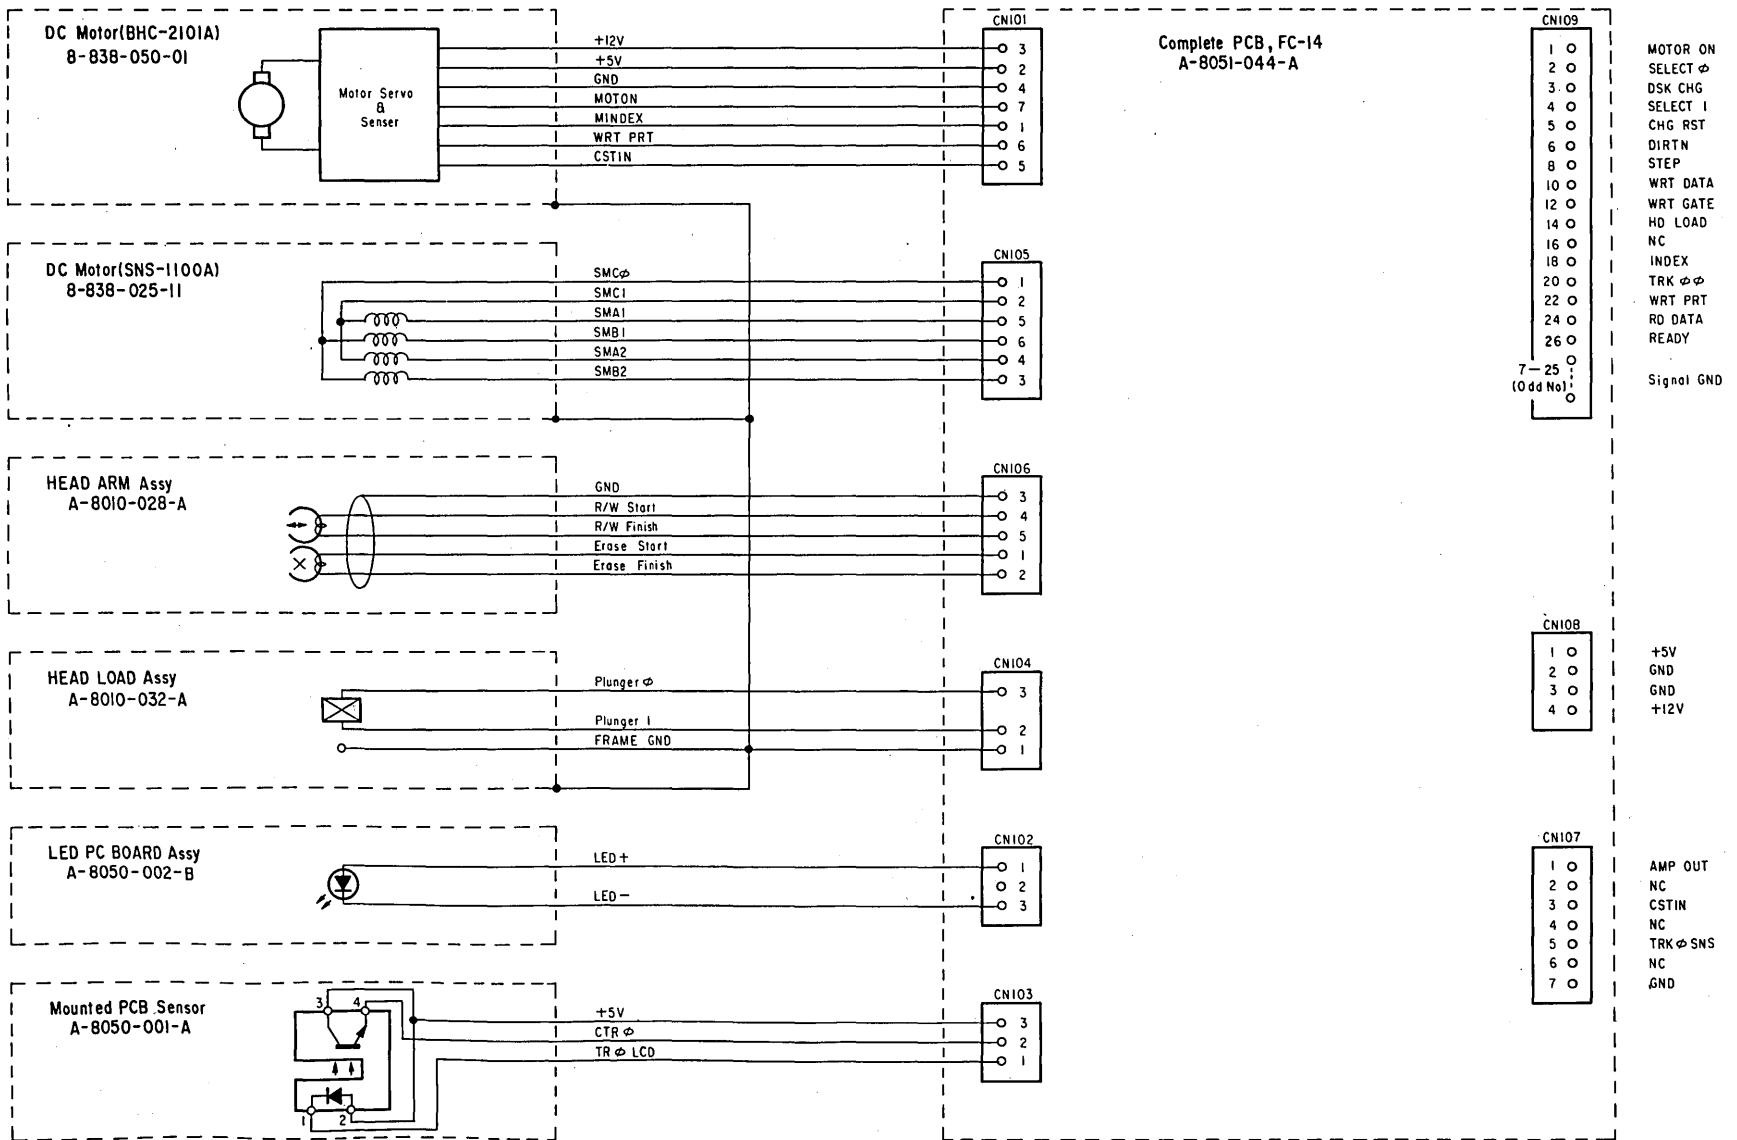 DC Motor(BHC-2101A)
8-838-050-01
Motor Servo
&
Senser
+12V
+5V
GND
MOTON
MINDEX
WRT PRT
CSTIN
CN101
3
2
4
7
1
6
5
Complete PCB, FC-14
A-8051-044-A
CN109
1 MOTOR ON
2 SELECT φ
3 DSK CHG
4 SELECT 1
5 CHG RST
6 DIRTN
8 STEP
10 WRT DATA
12 WRT GATE
14 HD LOAD
16 NC
18 INDEX
20 TRK φφ
22 WRT PRT
24 RD DATA
26 READY
7-25
(Odd No) Signal GND
DC Motor(SNS-1100A)
8-838-025-11
SMCφ
SMC1
SMA1
SMB1
SMA2
SMB2
CN105
1
2
5
6
4
3
HEAD ARM Assy
A-8010-028-A
GND
R/W Start
R/W Finish
Erase Start
Erase Finish
CN106
3
4
5
1
2
HEAD LOAD Assy
A-8010-032-A
Plunger φ
Plunger 1
FRAME GND
CN104
3
2
1
CN108
1 +5V
2 GND
3 GND
4 +12V
LED PC BOARD Assy
A-8050-002-B
LED+
LED-
CN102
1
2
3
CN107
1 AMP OUT
2 NC
3 CSTIN
4 NC
5 TRKφSNS
6 NC
7 GND
Mounted PCB Sensor
A-8050-001-A
3 4
1 2
+5V
CTR φ
TR φ LCD
CN103
3
2
1